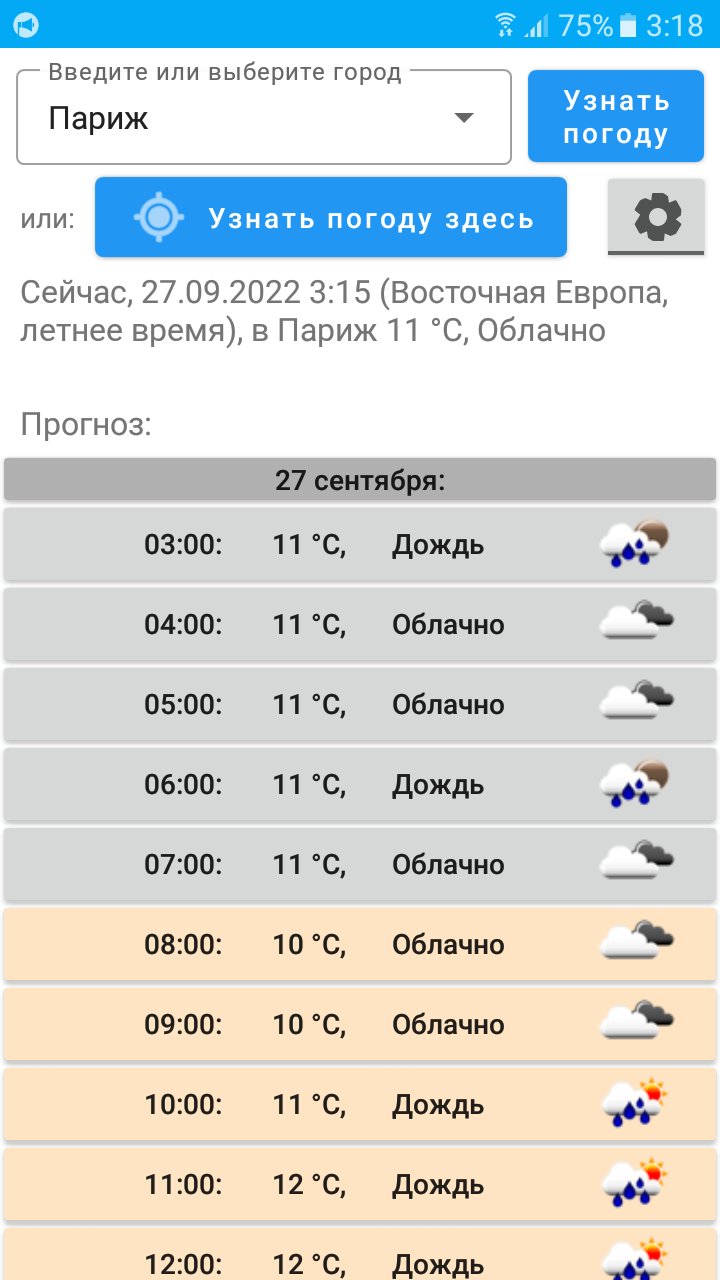 75% 3:18
Введите или выберите город
Париж
Узнать
погоду
или:
Узнать погоду здесь
Сейчас, 27.09.2022 3:15 (Восточная Европа,
летнее время), в Париж 11 °C, Облачно
Прогноз:
27 сентября:
03:00: 11 °C, Дождь
04:00: 11 °C, Облачно
05:00: 11 °C, Облачно
06:00: 11 °C, Дождь
07:00: 11 °C, Облачно
08:00: 10 °C, Облачно
09:00: 10 °C, Облачно
10:00: 11 °C, Дождь
11:00: 12 °C, Дождь
12:00: 12 °C, Дождь